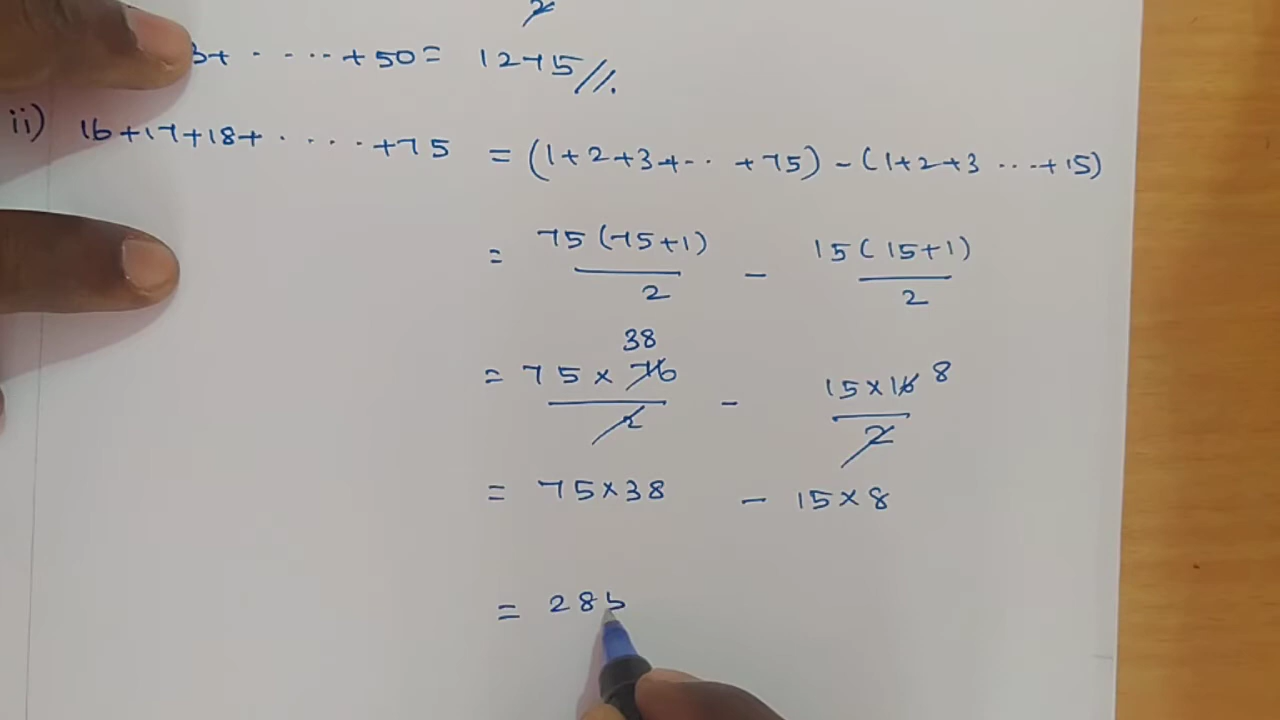 2
3+ ..... +50 = 1275//.
ii) 16+17+18+ ..... +75 = (1+2+3+... +75) - (1+2+3 ...+15)
= 75(75+1)/2 - 15(15+1)/2
38
= 75×76/2 - 15×16/2 8
= 75×38 - 15×8
= 285